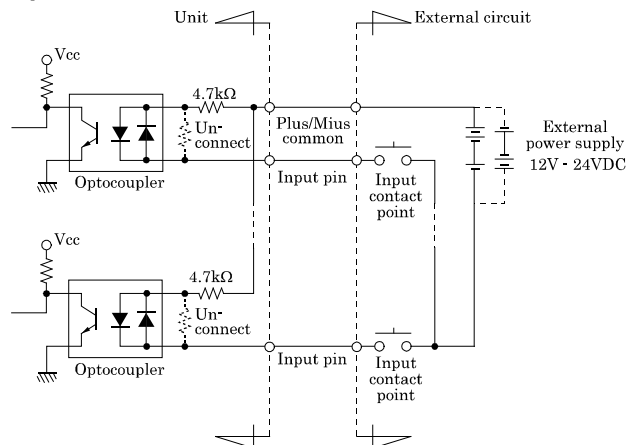 Unit
External circuit
Vcc
4.7kΩ
Un-
connect
Plus/Mius
common
Optocoupler
Input pin
Input
contact
point
External
power supply
12V - 24VDC
Vcc
4.7kΩ
Un-
connect
Optocoupler
Input pin
Input
contact
point